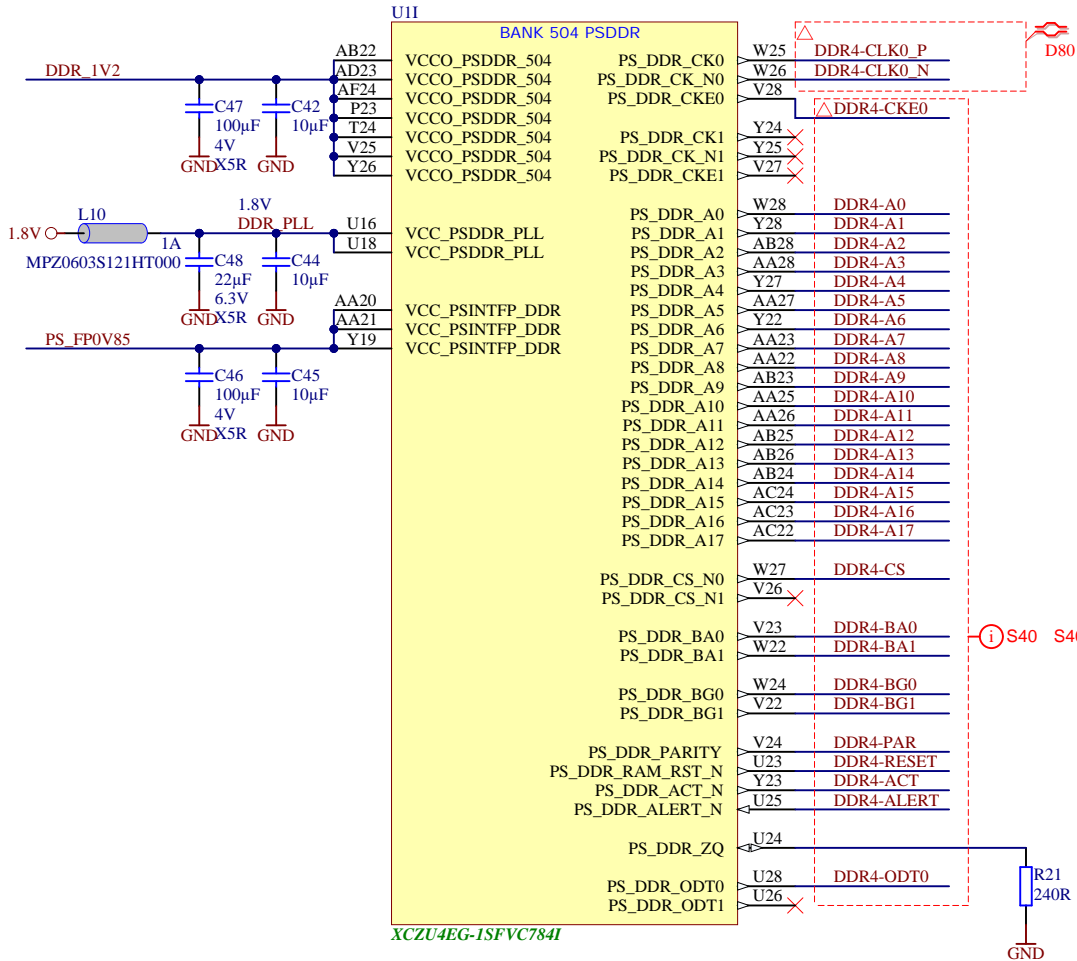 U1I
BANK 504 PSDDR
DDR_1V2
AB22 VCCO_PSDDR_504
AD23 VCCO_PSDDR_504
AF24 VCCO_PSDDR_504
P23 VCCO_PSDDR_504
T24 VCCO_PSDDR_504
V25 VCCO_PSDDR_504
Y26 VCCO_PSDDR_504
C47
100µF
4V
X5R
GND
C42
10µF
GND
1.8V
L10
1A
MPZ0603S121HT000
1.8V
DDR_PLL
U16 VCC_PSDDR_PLL
U18 VCC_PSDDR_PLL
C48
22µF
6.3V
X5R
GND
C44
10µF
GND
PS_FP0V85
AA20 VCC_PSINTFP_DDR
AA21 VCC_PSINTFP_DDR
Y19 VCC_PSINTFP_DDR
C46
100µF
4V
X5R
GND
C45
10µF
GND
PS_DDR_CK0 W25 DDR4-CLK0_P
PS_DDR_CK_N0 W26 DDR4-CLK0_N
PS_DDR_CKE0 V28 DDR4-CKE0
D80
PS_DDR_CK1 Y24
PS_DDR_CK_N1 Y25
PS_DDR_CKE1 V27
PS_DDR_A0 W28 DDR4-A0
PS_DDR_A1 Y28 DDR4-A1
PS_DDR_A2 AB28 DDR4-A2
PS_DDR_A3 AA28 DDR4-A3
PS_DDR_A4 Y27 DDR4-A4
PS_DDR_A5 AA27 DDR4-A5
PS_DDR_A6 Y22 DDR4-A6
PS_DDR_A7 AA23 DDR4-A7
PS_DDR_A8 AA22 DDR4-A8
PS_DDR_A9 AB23 DDR4-A9
PS_DDR_A10 AA25 DDR4-A10
PS_DDR_A11 AA26 DDR4-A11
PS_DDR_A12 AB25 DDR4-A12
PS_DDR_A13 AB26 DDR4-A13
PS_DDR_A14 AB24 DDR4-A14
PS_DDR_A15 AC24 DDR4-A15
PS_DDR_A16 AC23 DDR4-A16
PS_DDR_A17 AC22 DDR4-A17
PS_DDR_CS_N0 W27 DDR4-CS
PS_DDR_CS_N1 V26
PS_DDR_BA0 V23 DDR4-BA0
PS_DDR_BA1 W22 DDR4-BA1
i S40
PS_DDR_BG0 W24 DDR4-BG0
PS_DDR_BG1 V22 DDR4-BG1
PS_DDR_PARITY V24 DDR4-PAR
PS_DDR_RAM_RST_N U23 DDR4-RESET
PS_DDR_ACT_N Y23 DDR4-ACT
PS_DDR_ALERT_N U25 DDR4-ALERT
PS_DDR_ZQ U24
PS_DDR_ODT0 U28 DDR4-ODT0
PS_DDR_ODT1 U26
R21
240R
GND
XCZU4EG-1SFVC784I